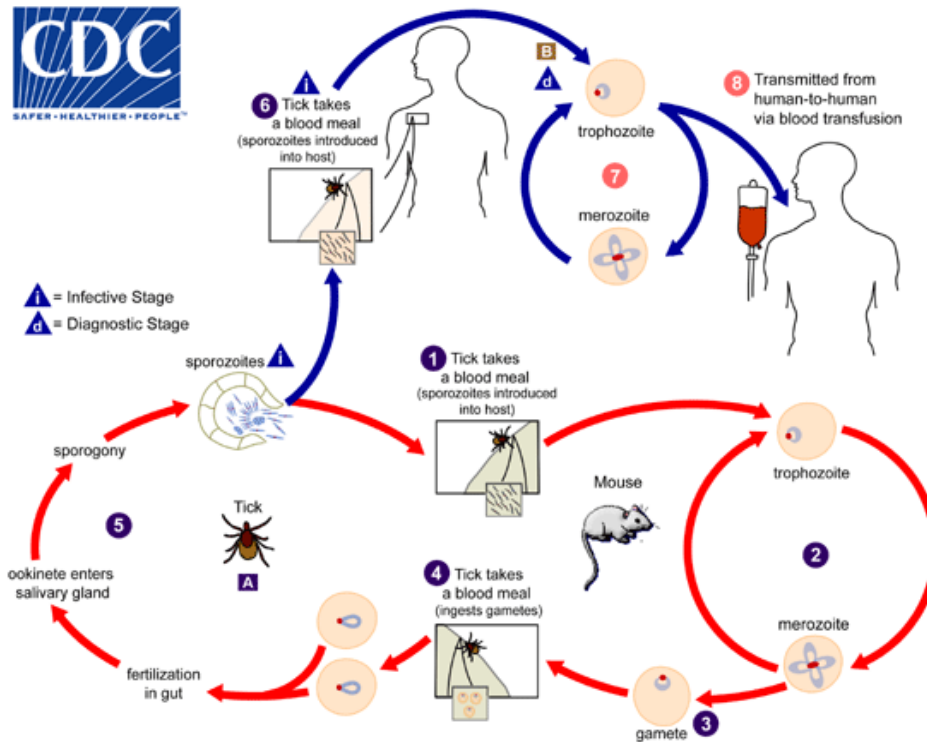 CDC
SAFER • HEALTHIER • PEOPLE™
i
6 Tick takes
a blood meal
(sporozoites introduced
into host)
B
d
trophozoite
7
merozoite
8 Transmitted from
human-to-human
via blood transfusion
i = Infective Stage
d = Diagnostic Stage
sporozoites i
1 Tick takes
a blood meal
(sporozoites introduced
into host)
trophozoite
sporogony
Mouse
Tick
5
A
2
4 Tick takes
a blood meal
(ingests gametes)
ookinete enters
salivary gland
merozoite
fertilization
in gut
3
gamete